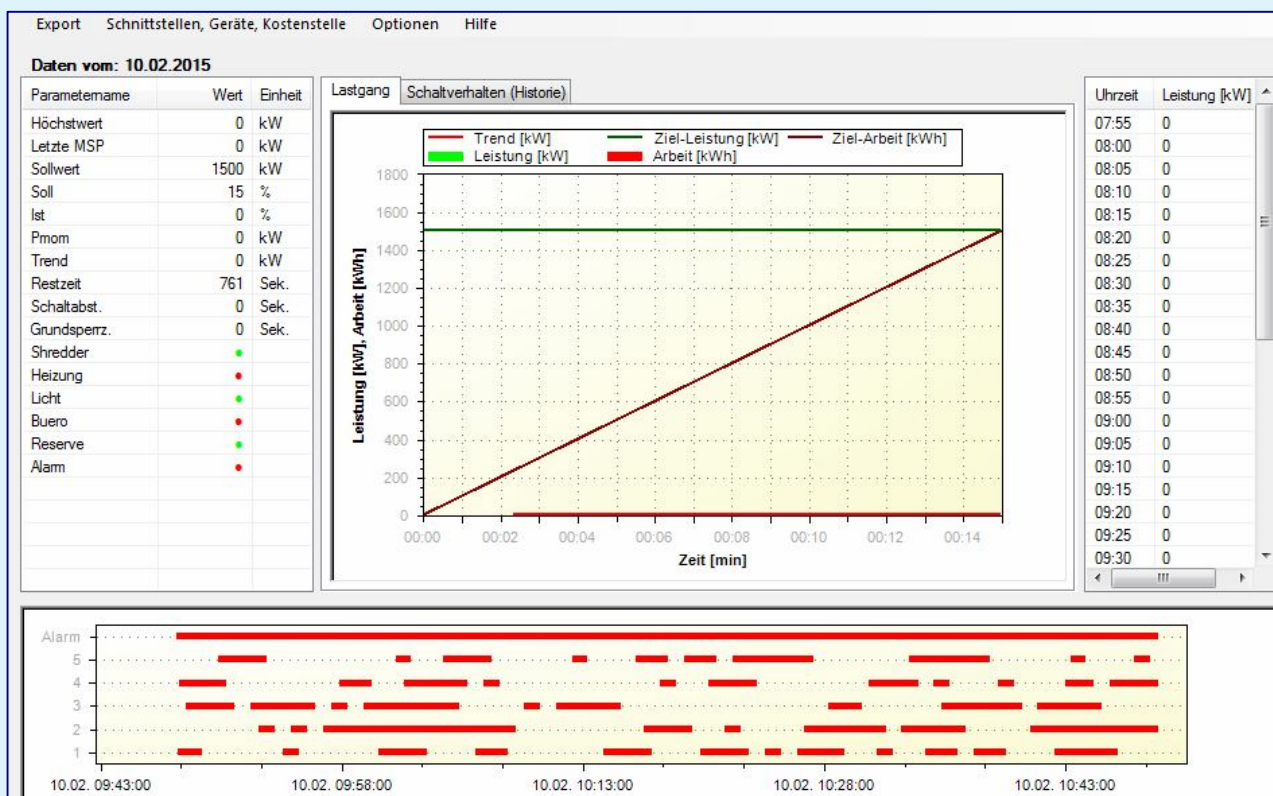 Export Schnittstellen, Geräte, Kostenstelle Optionen Hilfe
Daten vom: 10.02.2015
Parametername Wert Einheit
Höchstwert 0 kW
Letzte MSP 0 kW
Sollwert 1500 kW
Soll 15 %
Ist 0 %
Pmom 0 kW
Trend 0 kW
Restzeit 761 Sek.
Schaltabst. 0 Sek.
Grundsperrz. 0 Sek.
Shredder
Heizung
Licht
Buero
Reserve
Alarm
Lastgang Schaltverhalten (Historie)
Trend [kW] Ziel-Leistung [kW] Ziel-Arbeit [kWh]
Leistung [kW] Arbeit [kWh]
Leistung [kW], Arbeit [kWh]
1800
1600
1400
1200
1000
800
600
400
200
0
00:00 00:02 00:04 00:06 00:08 00:10 00:12 00:14
Zeit [min]
Uhrzeit Leistung [kW]
07:55 0
08:00 0
08:05 0
08:10 0
08:15 0
08:20 0
08:25 0
08:30 0
08:35 0
08:40 0
08:45 0
08:50 0
08:55 0
09:00 0
09:05 0
09:10 0
09:15 0
09:20 0
09:25 0
09:30 0
Alarm
5
4
3
2
1
10.02. 09:43:00 10.02. 09:58:00 10.02. 10:13:00 10.02. 10:28:00 10.02. 10:43:00